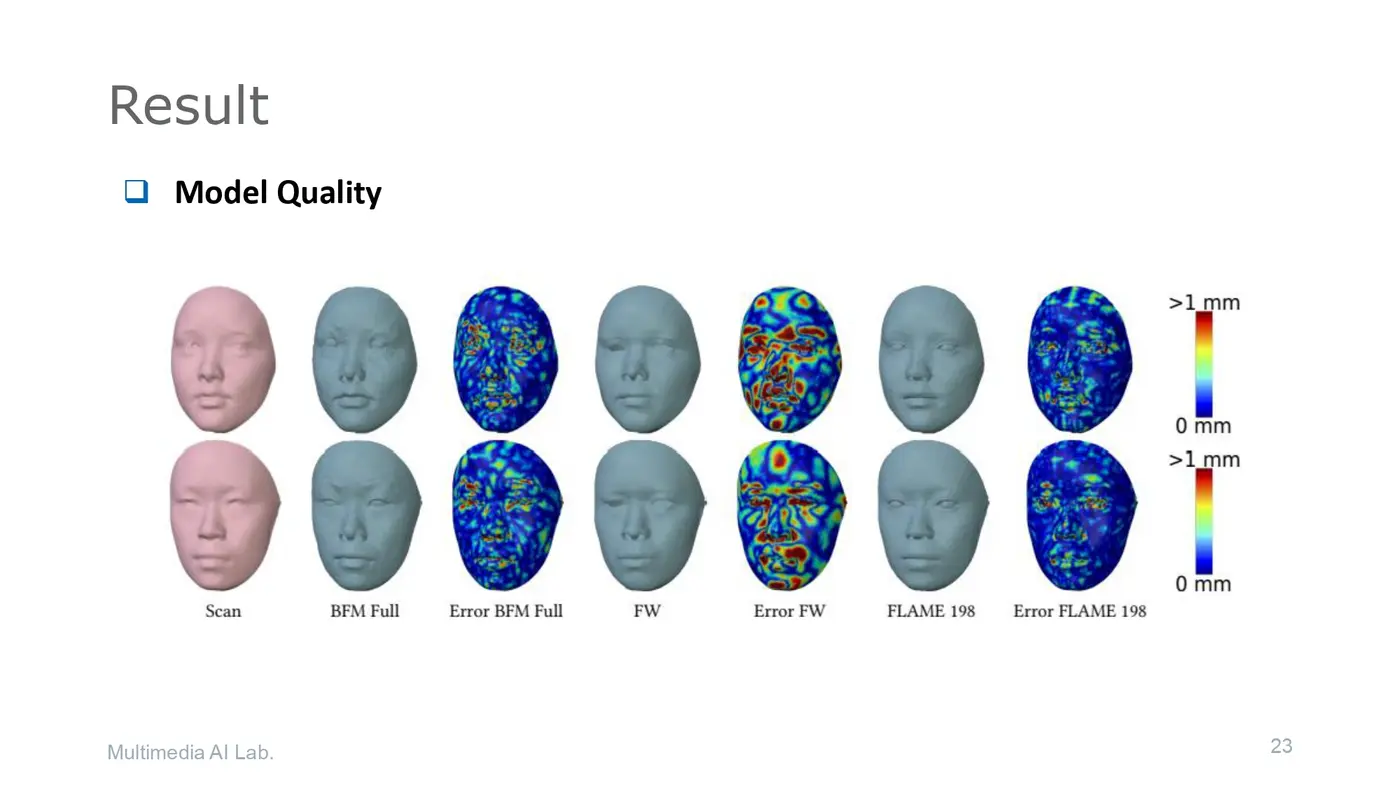 Result
Model Quality
>1 mm
0 mm
>1 mm
0 mm
Scan BFM Full Error BFM Full FW Error FW FLAME 198 Error FLAME 198
Multimedia AI Lab. 23